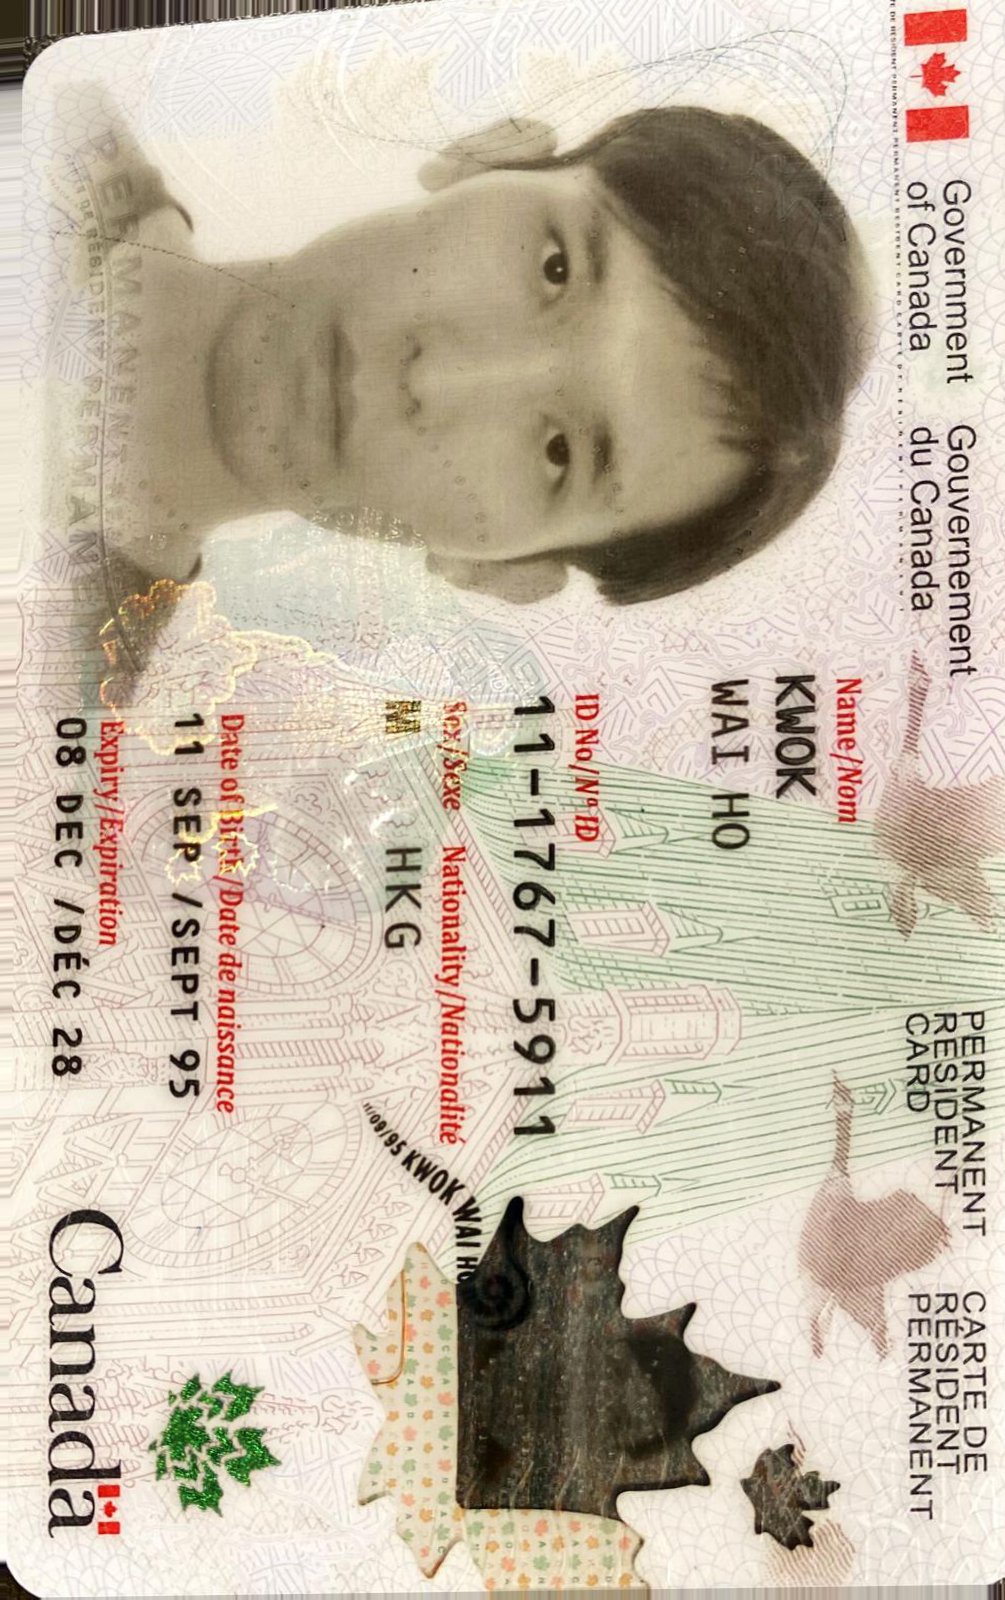 Government of Canada
Gouvernement du Canada
PERMANENT RESIDENT CARD
CARTE DE RÉSIDENT PERMANENT
Name/Nom
KWOK
WAI HO
ID No/Nº ID
11-1767-5911
Sex/Sexe Nationality/Nationalité
M HKG
Date of Birth/Date de naissance
11 SEP /SEPT 95
Expiry/Expiration
08 DEC /DÉC 28
11/09/95 KWOK WAI HO
Canada